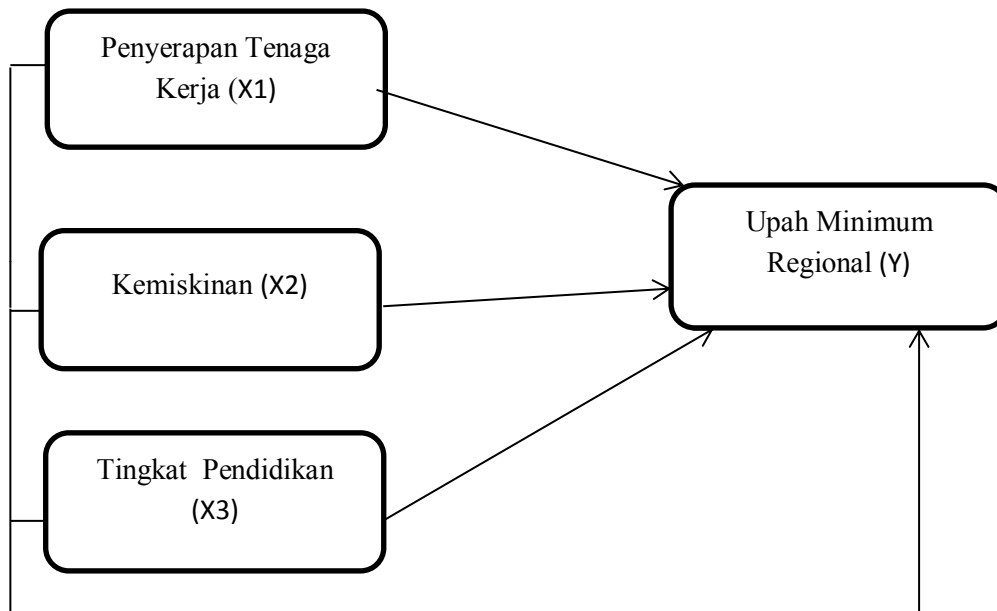 Penyerapan Tenaga
Kerja (X1)
Upah Minimum
Regional (Y)
Kemiskinan (X2)
Tingkat Pendidikan
(X3)